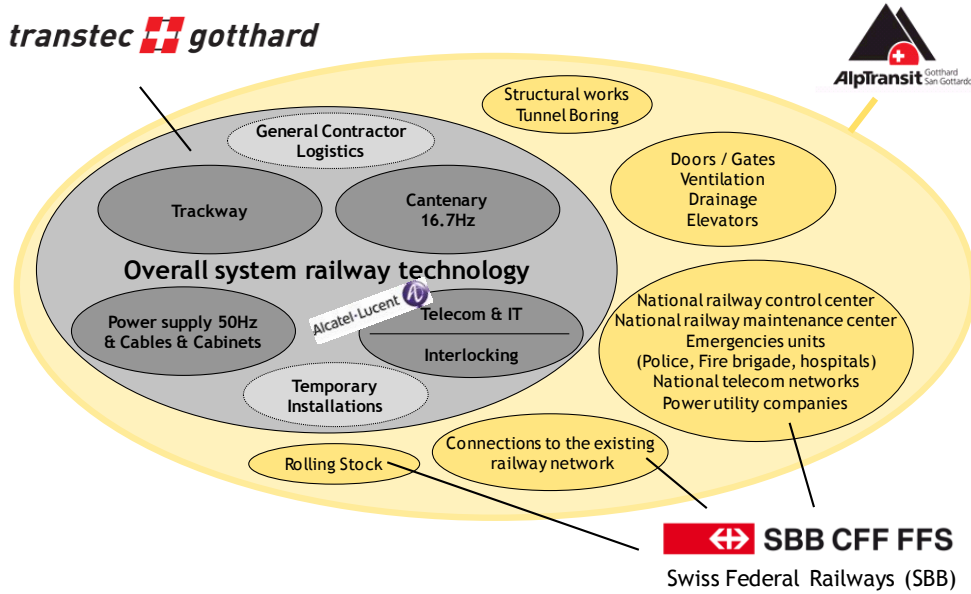 transtec gotthard
AlpTransit Gotthard
San Gottardo
Structural works
Tunnel Boring
General Contractor
Logistics
Doors / Gates
Ventilation
Drainage
Elevators
Trackway
Cantenary
16.7Hz
Overall system railway technology
Alcatel-Lucent
Power supply 50Hz
& Cables & Cabinets
Telecom & IT
Interlocking
National railway control center
National railway maintenance center
Emergencies units
(Police, Fire brigade, hospitals)
National telecom networks
Power utility companies
Temporary
Installations
Rolling Stock
Connections to the existing
railway network
SBB CFF FFS
Swiss Federal Railways (SBB)